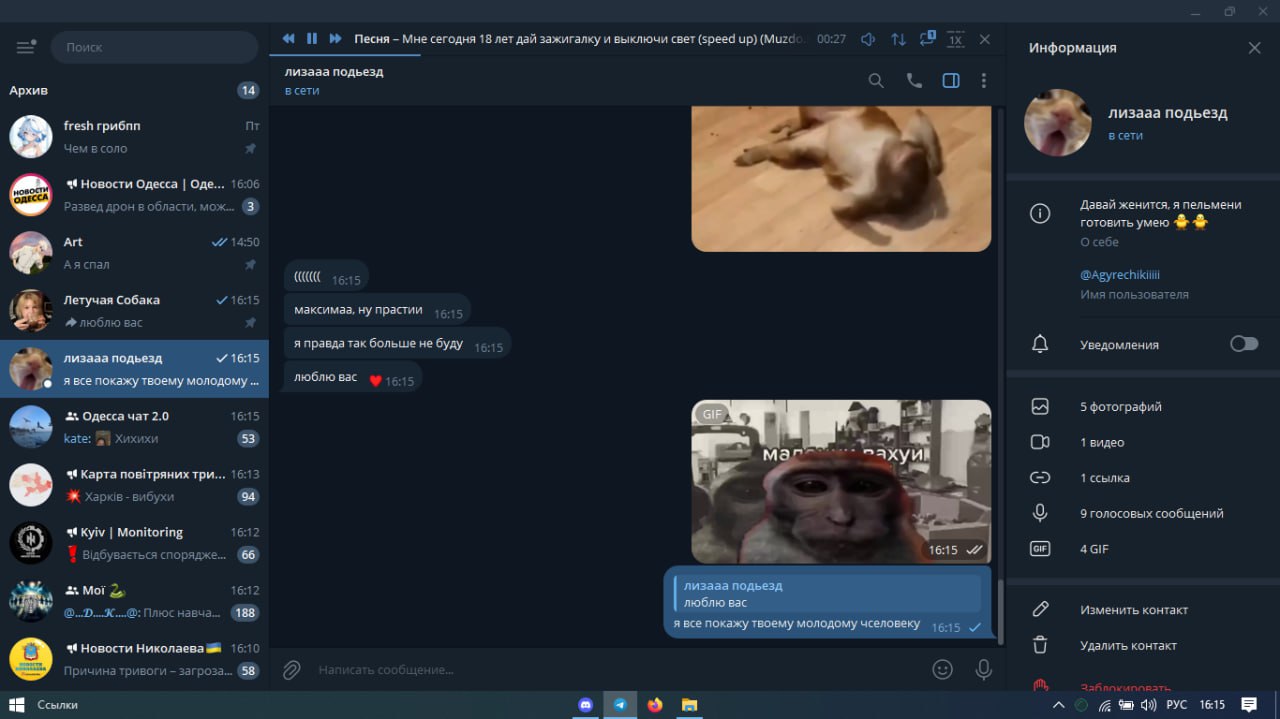 Поиск
Песня – Мне сегодня 18 лет дай зажигалку и выключи свет (speed up) (Muzdo...
00:27
1X
лизааа подьезд
в сети
Информация
Архив
14
fresh грибпп
Пт
Чем в соло
НОВОСТИ
ОДЕССА
Новости Одесса | Оде...
16:06
Развед дрон в области, мож...
3
Art
14:50
А я спал
Летучая Собака
16:15
люблю вас
лизааа подьезд
16:15
я все покажу твоему молодому ...
Одесса чат 2.0
16:15
kate: Хихихи
53
Карта повітряних три...
16:13
💥 Харків - вибухи
94
Kyiv | Monitoring
16:12
❗ Відбувається спорядже...
66
Мої 🐍
16:12
@...𝓓....𝓚....@: Плюс навча...
188
Новости Николаева🇺🇦
16:10
Причина тривоги – загроза...
58
((((((( 16:15
максимаа, ну прастии 16:15
я правда так больше не буду 16:15
люблю вас ❤️ 16:15
GIF
нахуи
16:15
лизааа подьезд
люблю вас
я все покажу твоему молодому чселовеку 16:15
Написать сообщение...
лизааа подьезд
в сети
Давай женится, я пельмени
готовить умею 🐥🐥
О себе
@Agyrechikiiiii
Имя пользователя
Уведомления
5 фотографий
1 видео
1 ссылка
9 голосовых сообщений
GIF
4 GIF
Изменить контакт
Удалить контакт
Заблокировать
Ссылки
РУС
16:15